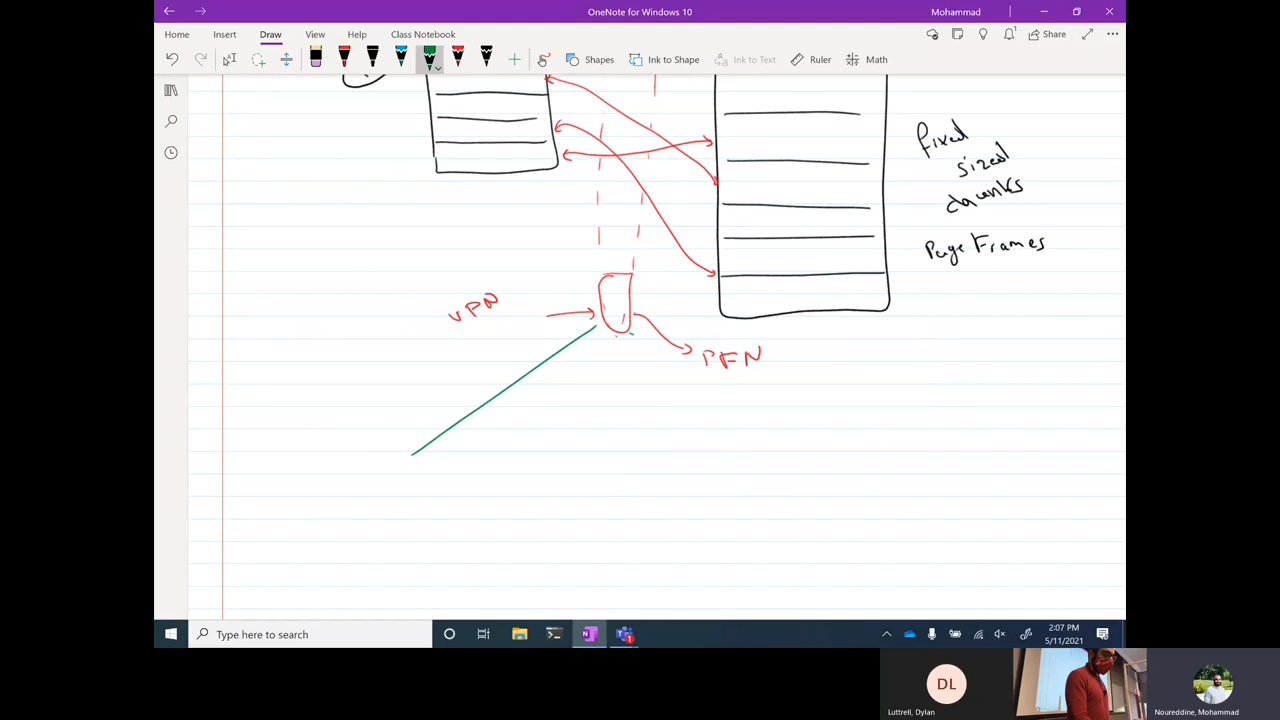 OneNote for Windows 10
Mohammad
Home Insert Draw View Help Class Notebook
Share
Shapes Ink to Shape Ink to Text Ruler Math
fixed
sized
chunks
Page Frames
VPN
PFN
Type here to search
2:07 PM
5/11/2021
DL
Luttrell, Dylan
Noureddine, Mohammad